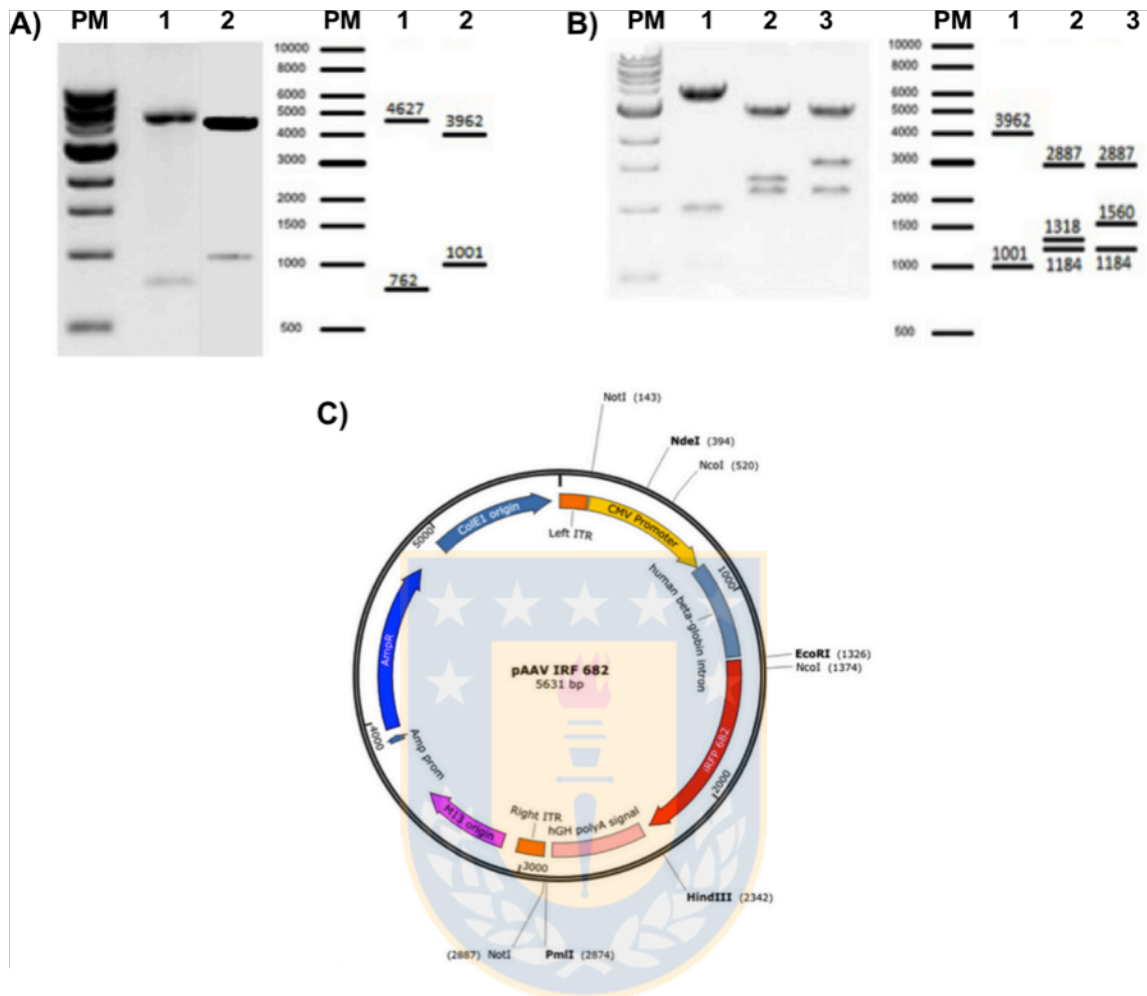 A) PM 1 2 PM 1 2
10000
8000
6000
5000
4000
3000
2000
1500
1000
500
4627
3962
762
1001
B) PM 1 2 3 PM 1 2 3
10000
8000
6000
5000
4000
3000
2000
1500
1000
500
3962
2887 2887
1318
1560
1001
1184 1184
C)
NotI (143)
NdeI (394)
NcoI (520)
ColE1 origin
Left ITR
CMV Promoter
5000
1000
human beta-globin intron
EcoRI (1326)
NcoI (1374)
AmpR
pAAV IRF 682
5631 bp
iRFP 682
4000
Amp prom
2000
M13 origin
Right ITR
hGH polyA signal
3000
HindIII (2342)
(2887) NotI
PmlI (2874)